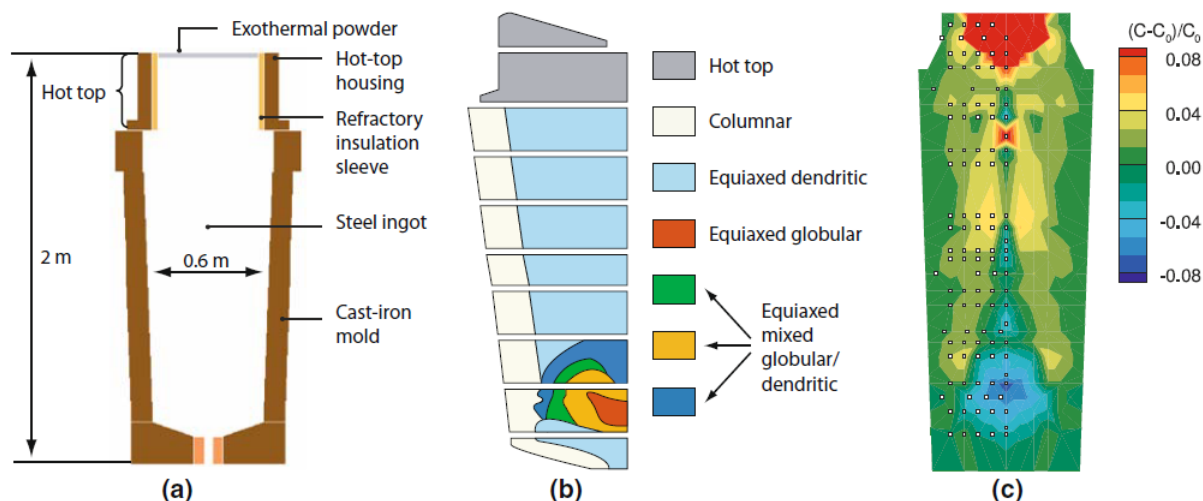 Exothermal powder
Hot top
Hot-top
housing
Refractory
insulation
sleeve
Steel ingot
2 m
0.6 m
Cast-iron
mold
(a)
Hot top
Columnar
Equiaxed dendritic
Equiaxed globular
Equiaxed
mixed
globular/
dendritic
(b)
(C-C₀)/C₀
0.08
0.04
0.00
-0.04
-0.08
(c)